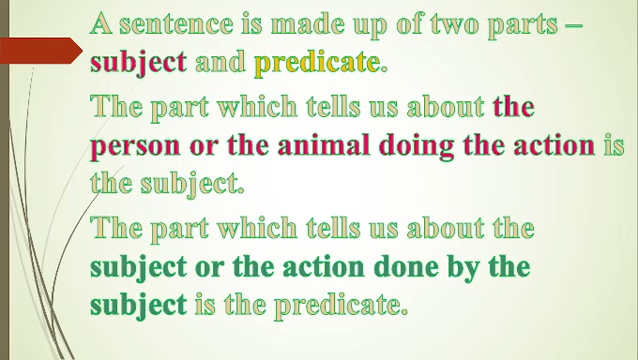 A sentence is made up of two parts –
subject and predicate.
The part which tells us about the
person or the animal doing the action is
the subject.
The part which tells us about the
subject or the action done by the
subject is the predicate.